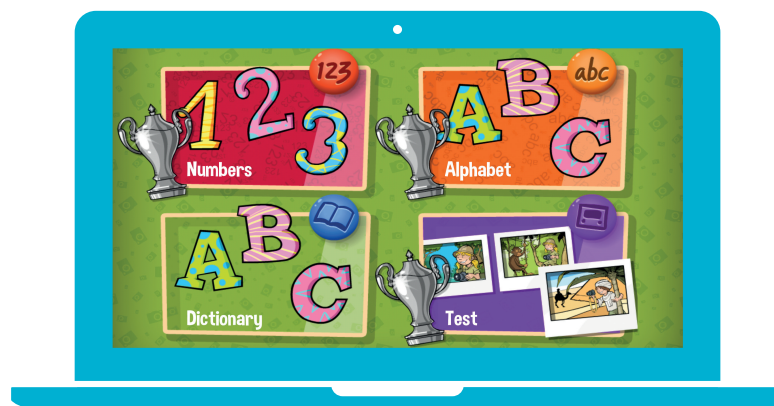 123
1 2 3
Numbers
abc
A B C
Alphabet
A B C
Dictionary
Test